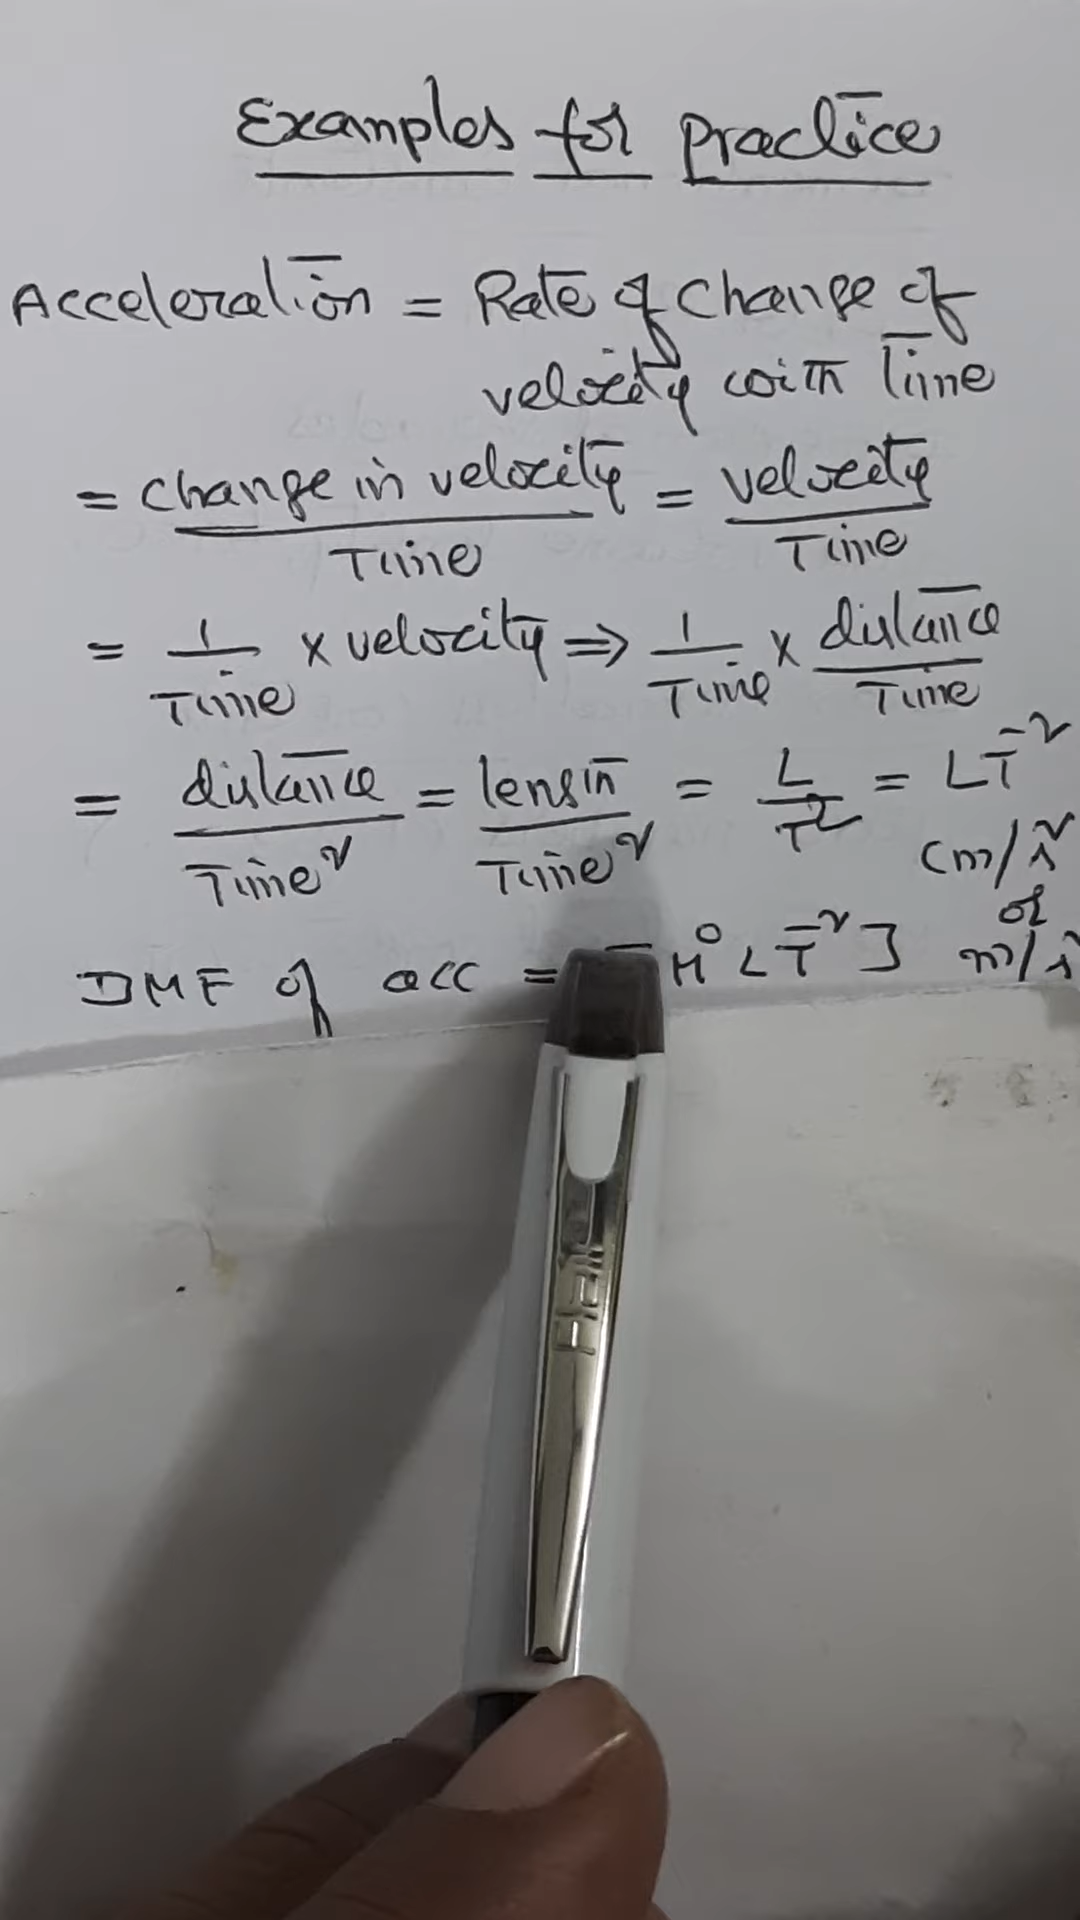 Examples for practice
Acceleration = Rate of change of
velocity with Time
= change in velocity / Time = velocity / Time
= 1 / Time × velocity ⇒ 1 / Time × distance / Time
= distance / Time² = length / Time² = L / T² = LT⁻²
cm/s²
or
DMF of acc = [M⁰LT⁻²] m/s²
Hauser